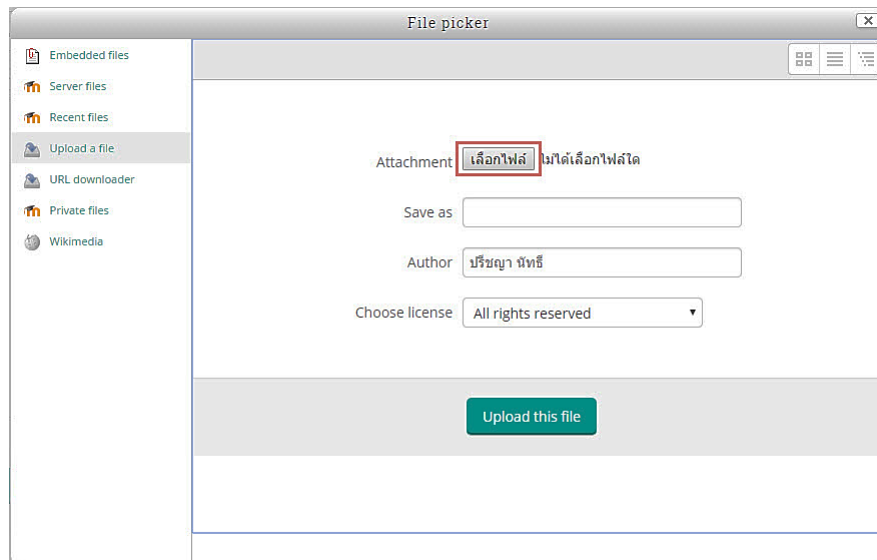 File picker
Embedded files
Server files
Recent files
Upload a file
URL downloader
Private files
Wikimedia
Attachment เลือกไฟล์ ไม่ได้เลือกไฟล์ใด
Save as
Author ปรีชญา นัทธี
Choose license All rights reserved
Upload this file